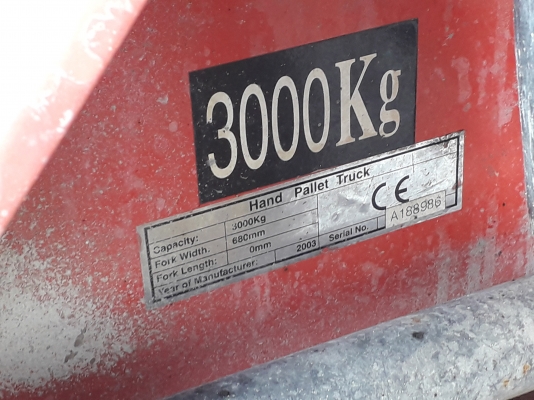 3000Kg
Hand Pallet Truck
Capacity: 3000Kg
Fork Width. 680mm
Fork Length: 0mm
Year of Manufacturer: 2003 Serial No. A188986
CE